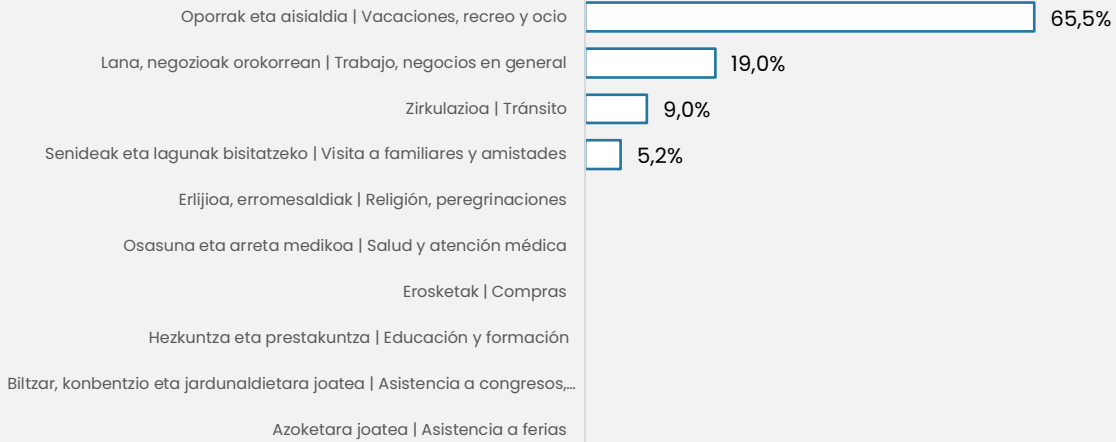 Oporrak eta aisialdia | Vacaciones, recreo y ocio 65,5%
Lana, negozioak orokorrean | Trabajo, negocios en general 19,0%
Zirkulazioa | Tránsito 9,0%
Senideak eta lagunak bisitatzeko | Visita a familiares y amistades 5,2%
Erlijioa, erromesaldiak | Religión, peregrinaciones
Osasuna eta arreta medikoa | Salud y atención médica
Erosketak | Compras
Hezkuntza eta prestakuntza | Educación y formación
Biltzar, konbentzio eta jardunaldietara joatea | Asistencia a congresos,...
Azoketara joatea | Asistencia a ferias